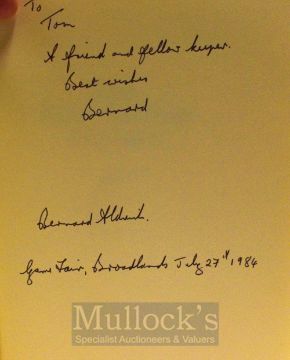 To
Tom
A friend and fellow keeper.
Best wishes
Bernard
Bernard Aldrich.
Game Fair, Broadlands July 27th 1984
Mullock's
Specialist Auctioneers & Valuers